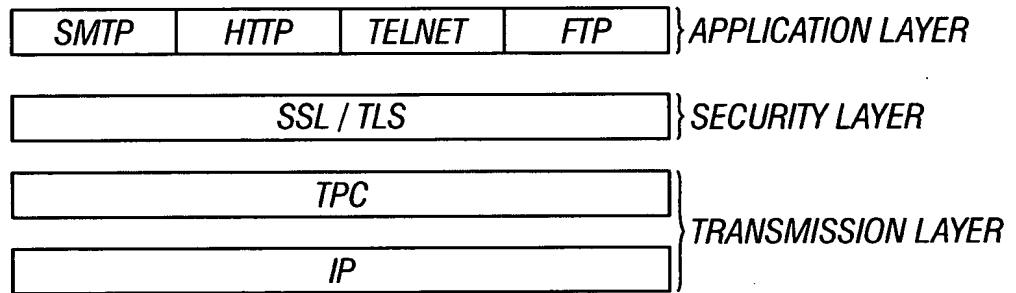 SMTP HTTP TELNET FTP } APPLICATION LAYER
SSL / TLS } SECURITY LAYER
TPC
} TRANSMISSION LAYER
IP